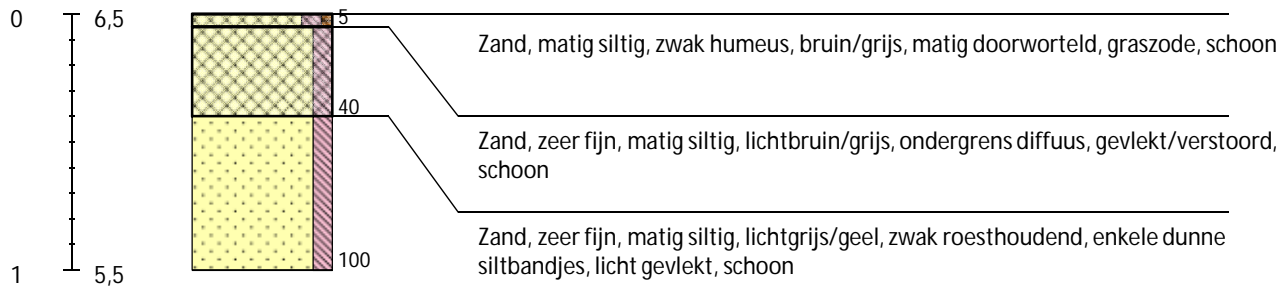 0 6,5 5
Zand, matig siltig, zwak humeus, bruin/grijs, matig doorworteld, graszode, schoon
40
Zand, zeer fijn, matig siltig, lichtbruin/grijs, ondergrens diffuus, gevlekt/verstoord,
schoon
Zand, zeer fijn, matig siltig, lichtgrijs/geel, zwak roesthoudend, enkele dunne
siltbandjes, licht gevlekt, schoon
100
1 5,5